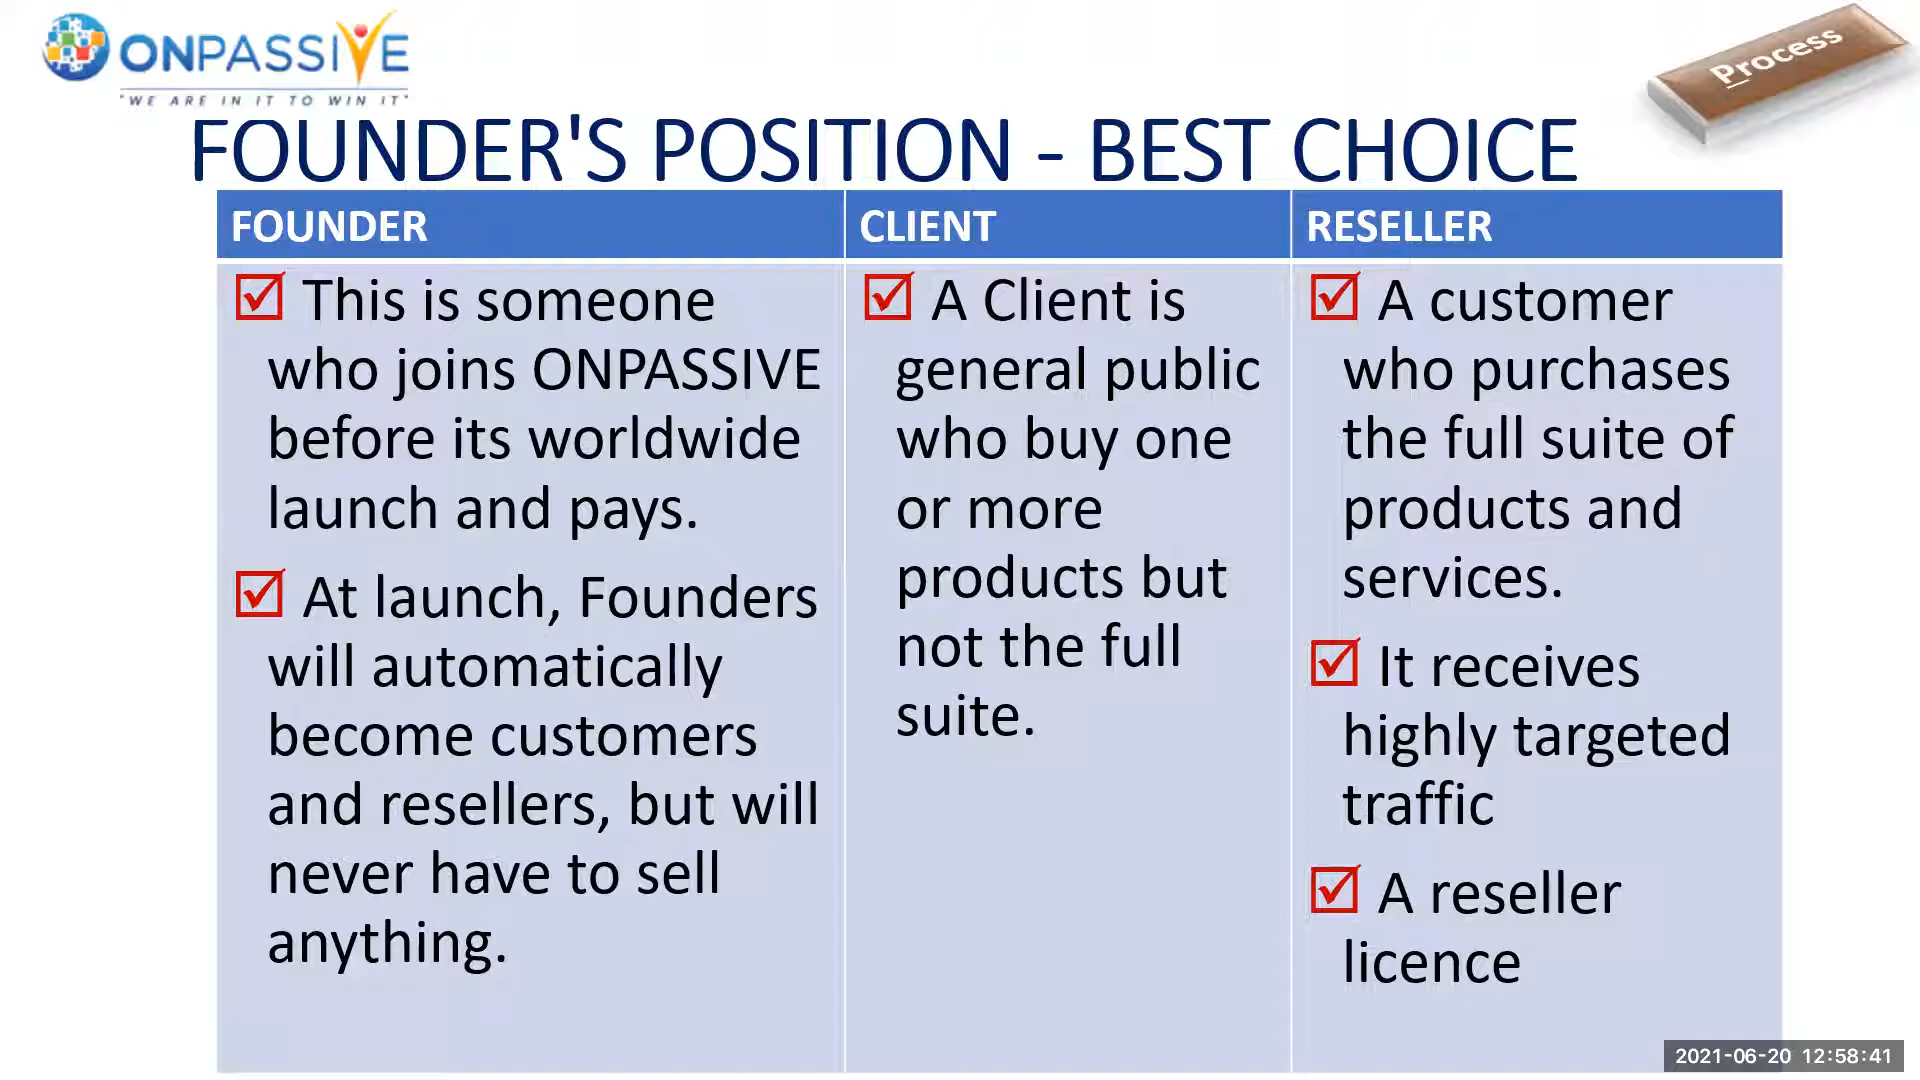 ONPASSIVE
"WE ARE IN IT TO WIN IT"
Process
FOUNDER'S POSITION - BEST CHOICE
FOUNDER
This is someone
who joins ONPASSIVE
before its worldwide
launch and pays.
At launch, Founders
will automatically
become customers
and resellers, but will
never have to sell
anything.
CLIENT
A Client is
general public
who buy one
or more
products but
not the full
suite.
RESELLER
A customer
who purchases
the full suite of
products and
services.
It receives
highly targeted
traffic
A reseller
licence
2021-06-20 12:58:41